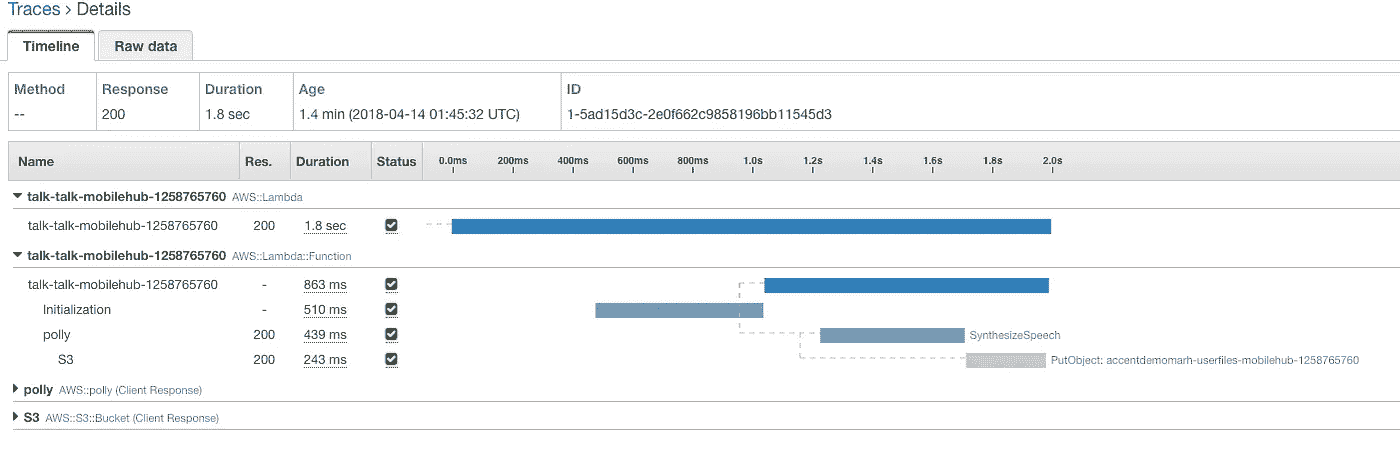 Traces > Details
Timeline Raw data
Method Response Duration Age ID
-- 200 1.8 sec 1.4 min (2018-04-14 01:45:32 UTC) 1-5ad15d3c-2e0f662c9858196bb11545d3
Name Res. Duration Status 0.0ms 200ms 400ms 600ms 800ms 1.0s 1.2s 1.4s 1.6s 1.8s 2.0s
talk-talk-mobilehub-1258765760 AWS::Lambda
talk-talk-mobilehub-1258765760 200 1.8 sec
talk-talk-mobilehub-1258765760 AWS::Lambda::Function
talk-talk-mobilehub-1258765760 - 863 ms
Initialization - 510 ms
polly 200 439 ms SynthesizeSpeech
S3 200 243 ms PutObject: accentdemomarh-userfiles-mobilehub-1258765760
polly AWS::polly (Client Response)
S3 AWS::S3::Bucket (Client Response)